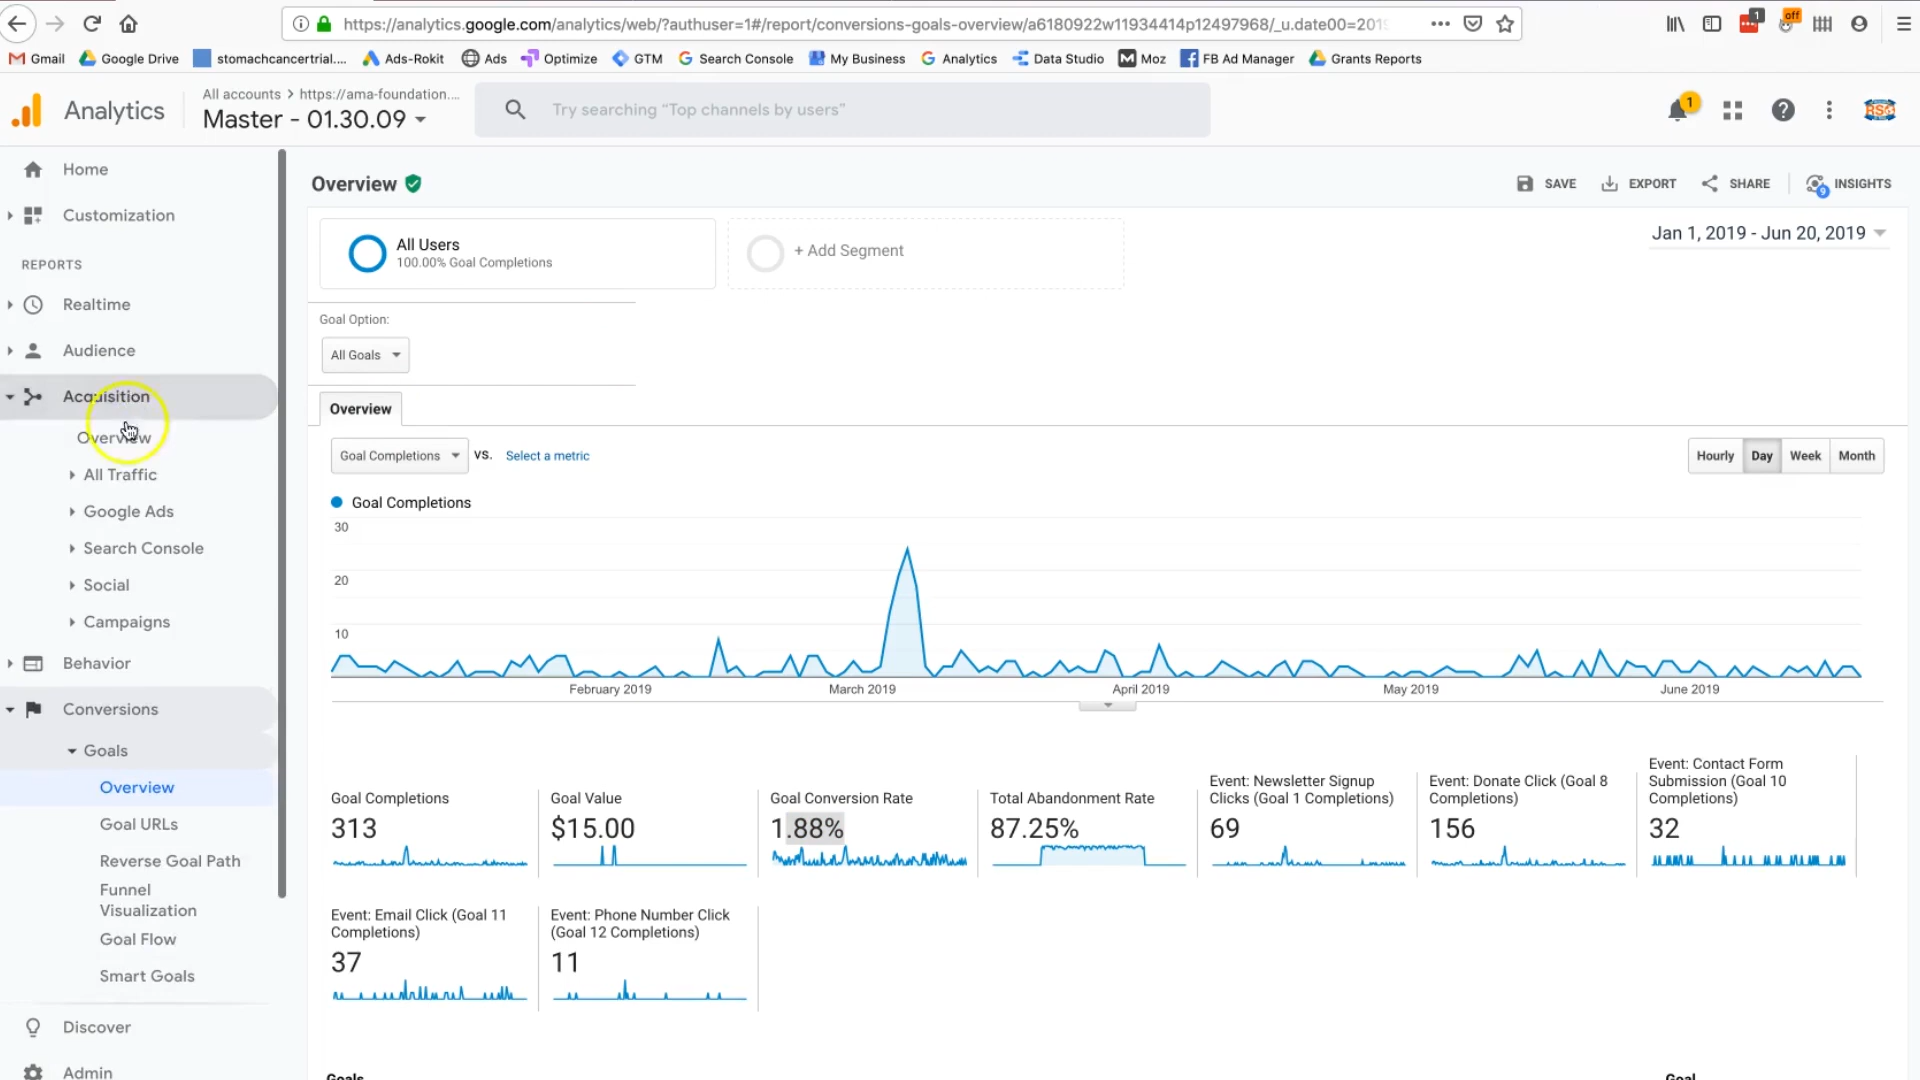 https://analytics.google.com/analytics/web/?authuser=1#/report/conversions-goals-overview/a6180922w11934414p12497968/_u.date00=2019
1
off
Gmail
Google Drive
stomachcancertrial....
Ads-Rokit
Ads
Optimize
GTM
Search Console
My Business
Analytics
Data Studio
Moz
FB Ad Manager
Grants Reports
Analytics
All accounts > https://ama-foundation....
Master - 01.30.09
Try searching “Top channels by users”
1
Home
Customization
REPORTS
Realtime
Audience
Acquisition
Overview
All Traffic
Google Ads
Search Console
Social
Campaigns
Behavior
Conversions
Goals
Overview
Goal URLs
Reverse Goal Path
Funnel
Visualization
Goal Flow
Smart Goals
Discover
Admin
Overview
SAVE
EXPORT
SHARE
9
INSIGHTS
All Users
100.00% Goal Completions
+ Add Segment
Jan 1, 2019 - Jun 20, 2019
Goal Option:
All Goals
Overview
Goal Completions
VS.
Select a metric
Hourly
Day
Week
Month
Goal Completions
30
20
10
February 2019
March 2019
April 2019
May 2019
June 2019
Goal Completions
313
Goal Value
$15.00
Goal Conversion Rate
1.88%
Total Abandonment Rate
87.25%
Event: Newsletter Signup
Clicks (Goal 1 Completions)
69
Event: Donate Click (Goal 8
Completions)
156
Event: Contact Form
Submission (Goal 10
Completions)
32
Event: Email Click (Goal 11
Completions)
37
Event: Phone Number Click
(Goal 12 Completions)
11
Goals
Goal